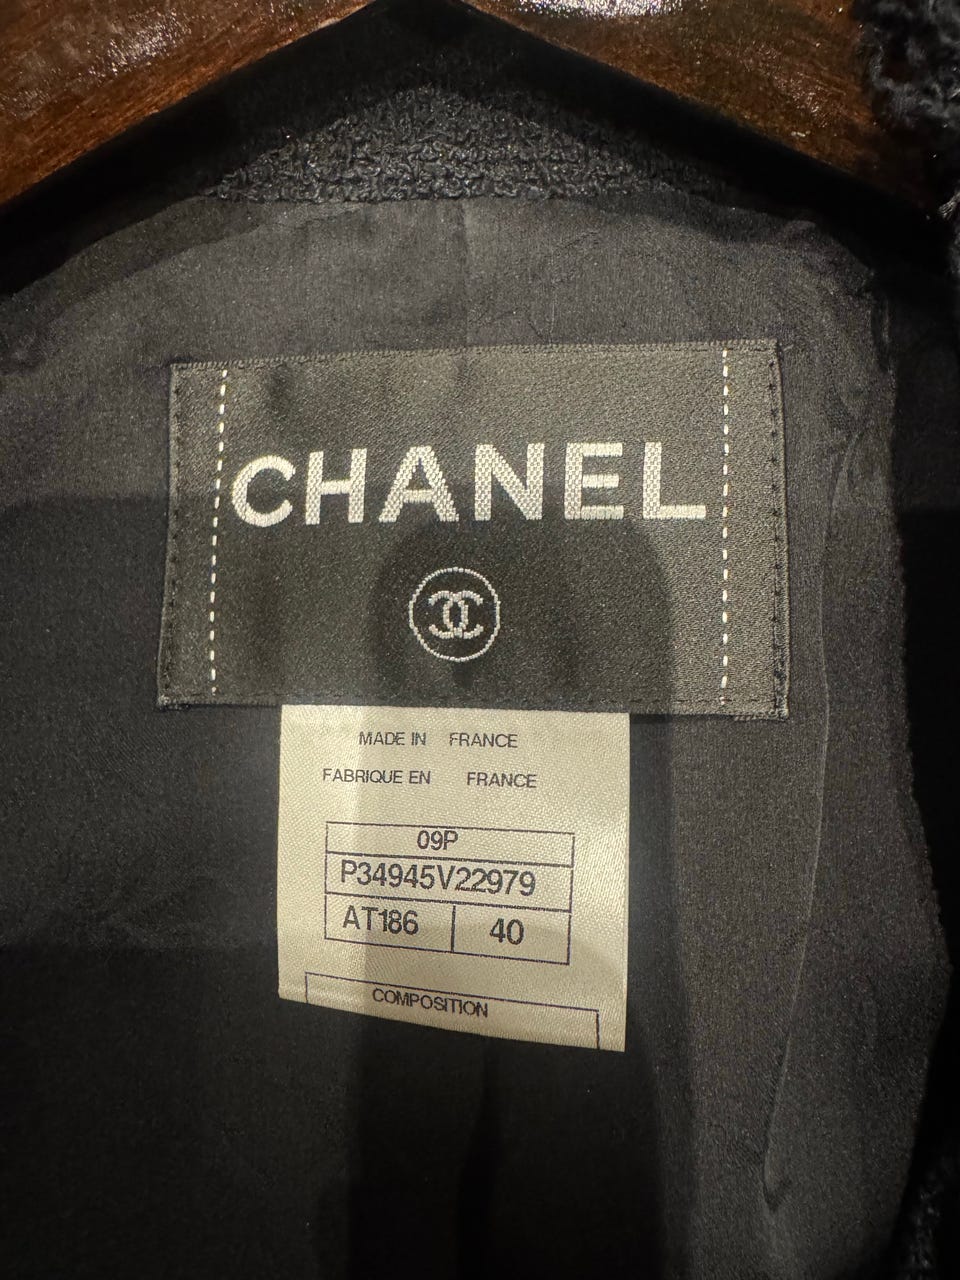 CHANEL
MADE IN FRANCE
FABRIQUE EN FRANCE
09P
P34945V22979
AT186 40
COMPOSITION